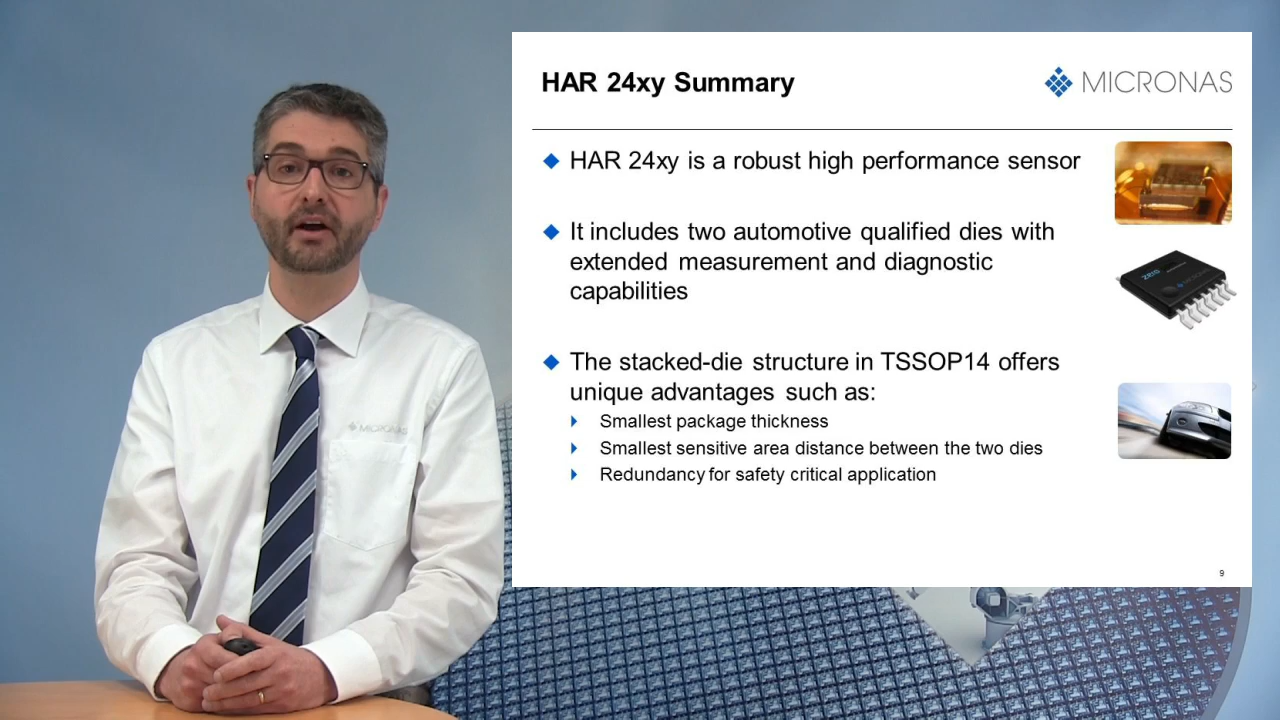 HAR 24xy Summary
MICRONAS
HAR 24xy is a robust high performance sensor
It includes two automotive qualified dies with
extended measurement and diagnostic
capabilities
The stacked-die structure in TSSOP14 offers
unique advantages such as:
Smallest package thickness
Smallest sensitive area distance between the two dies
Redundancy for safety critical application
9
MICRONAS